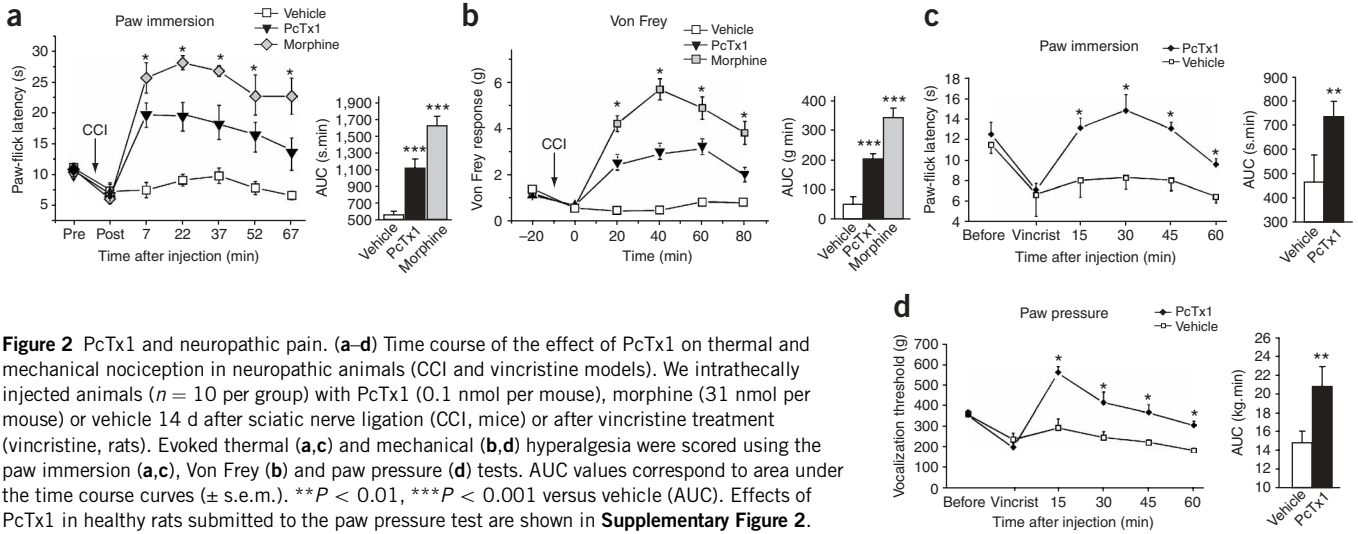 a
Paw immersion
Vehicle
PcTx1
Morphine
Paw-flick latency (s)
30
25
20
15
10
5
CCI
* * * * *
Pre Post 7 22 37 52 67
Time after injection (min)
AUC (s.min)
1,900
1,700
1,500
1,300
1,100
900
700
500
***
***
Vehicle
PcTx1
Morphine
b
Von Frey
Vehicle
PcTx1
Morphine
Von Frey response (g)
8
6
4
2
0
CCI
* * * *
–20 0 20 40 60 80
Time (min)
AUC (g min)
400
300
200
100
0
***
***
Vehicle
PcTx1
Morphine
c
Paw immersion
PcTx1
Vehicle
Paw-flick latency (s)
18
16
14
12
10
8
6
4
* * * *
Before Vincrist 15 30 45 60
Time after injection (min)
AUC (s.min)
900
800
700
600
500
400
300
**
Vehicle
PcTx1
d
Paw pressure
PcTx1
Vehicle
Vocalization threshold (g)
700
600
500
400
300
200
100
0
* * * *
Before Vincrist 15 30 45 60
Time after injection (min)
AUC (kg.min)
26
24
22
20
18
16
14
12
10
**
Vehicle
PcTx1
Figure 2 PcTx1 and neuropathic pain. (a–d) Time course of the effect of PcTx1 on thermal and
mechanical nociception in neuropathic animals (CCI and vincristine models). We intrathecally
injected animals (n = 10 per group) with PcTx1 (0.1 nmol per mouse), morphine (31 nmol per
mouse) or vehicle 14 d after sciatic nerve ligation (CCI, mice) or after vincristine treatment
(vincristine, rats). Evoked thermal (a,c) and mechanical (b,d) hyperalgesia were scored using the
paw immersion (a,c), Von Frey (b) and paw pressure (d) tests. AUC values correspond to area under
the time course curves (± s.e.m.). **P < 0.01, ***P < 0.001 versus vehicle (AUC). Effects of
PcTx1 in healthy rats submitted to the paw pressure test are shown in Supplementary Figure 2.